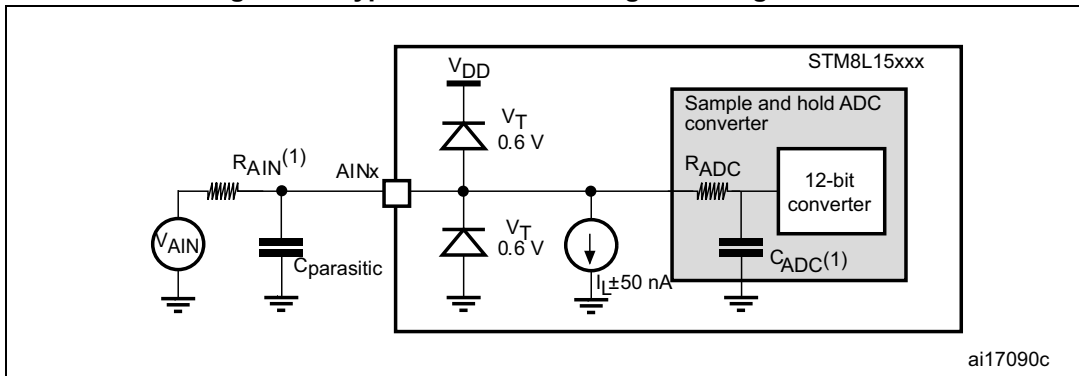 STM8L15xxx
VDD
Sample and hold ADC
converter
VT
0.6 V
RAIN(1)
AINx
RADC
12-bit
converter
VAIN
Cparasitic
VT
0.6 V
IL±50 nA
CADC(1)
ai17090c